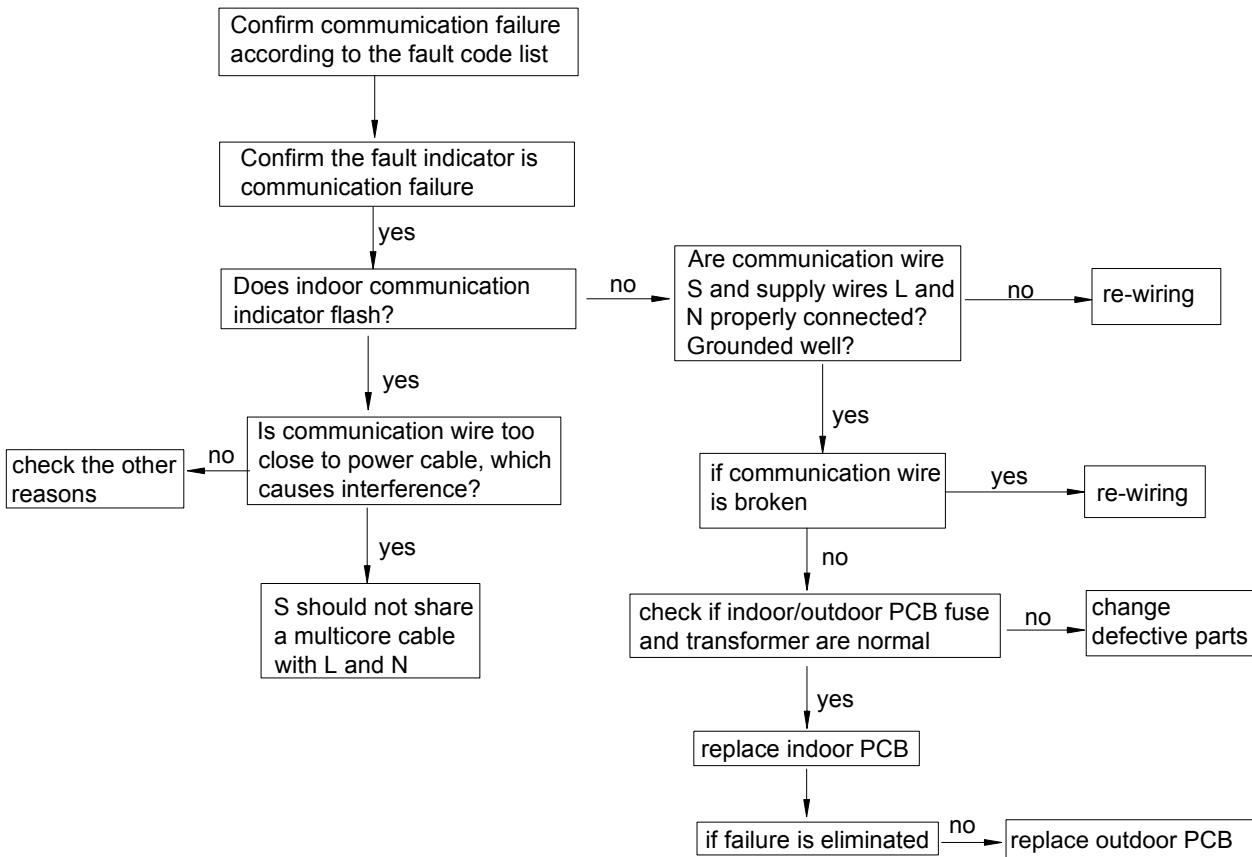 Confirm commumication failure
according to the fault code list
Confirm the fault indicator is
communication failure
yes
Does indoor communication
indicator flash?
no
Are communication wire
S and supply wires L and
N properly connected?
Grounded well?
no
re-wiring
yes
yes
Is communication wire too
close to power cable, which
causes interference?
no
check the other
reasons
if communication wire
is broken
yes
re-wiring
yes
no
S should not share
a multicore cable
with L and N
check if indoor/outdoor PCB fuse
and transformer are normal
no
change
defective parts
yes
replace indoor PCB
if failure is eliminated
no
replace outdoor PCB